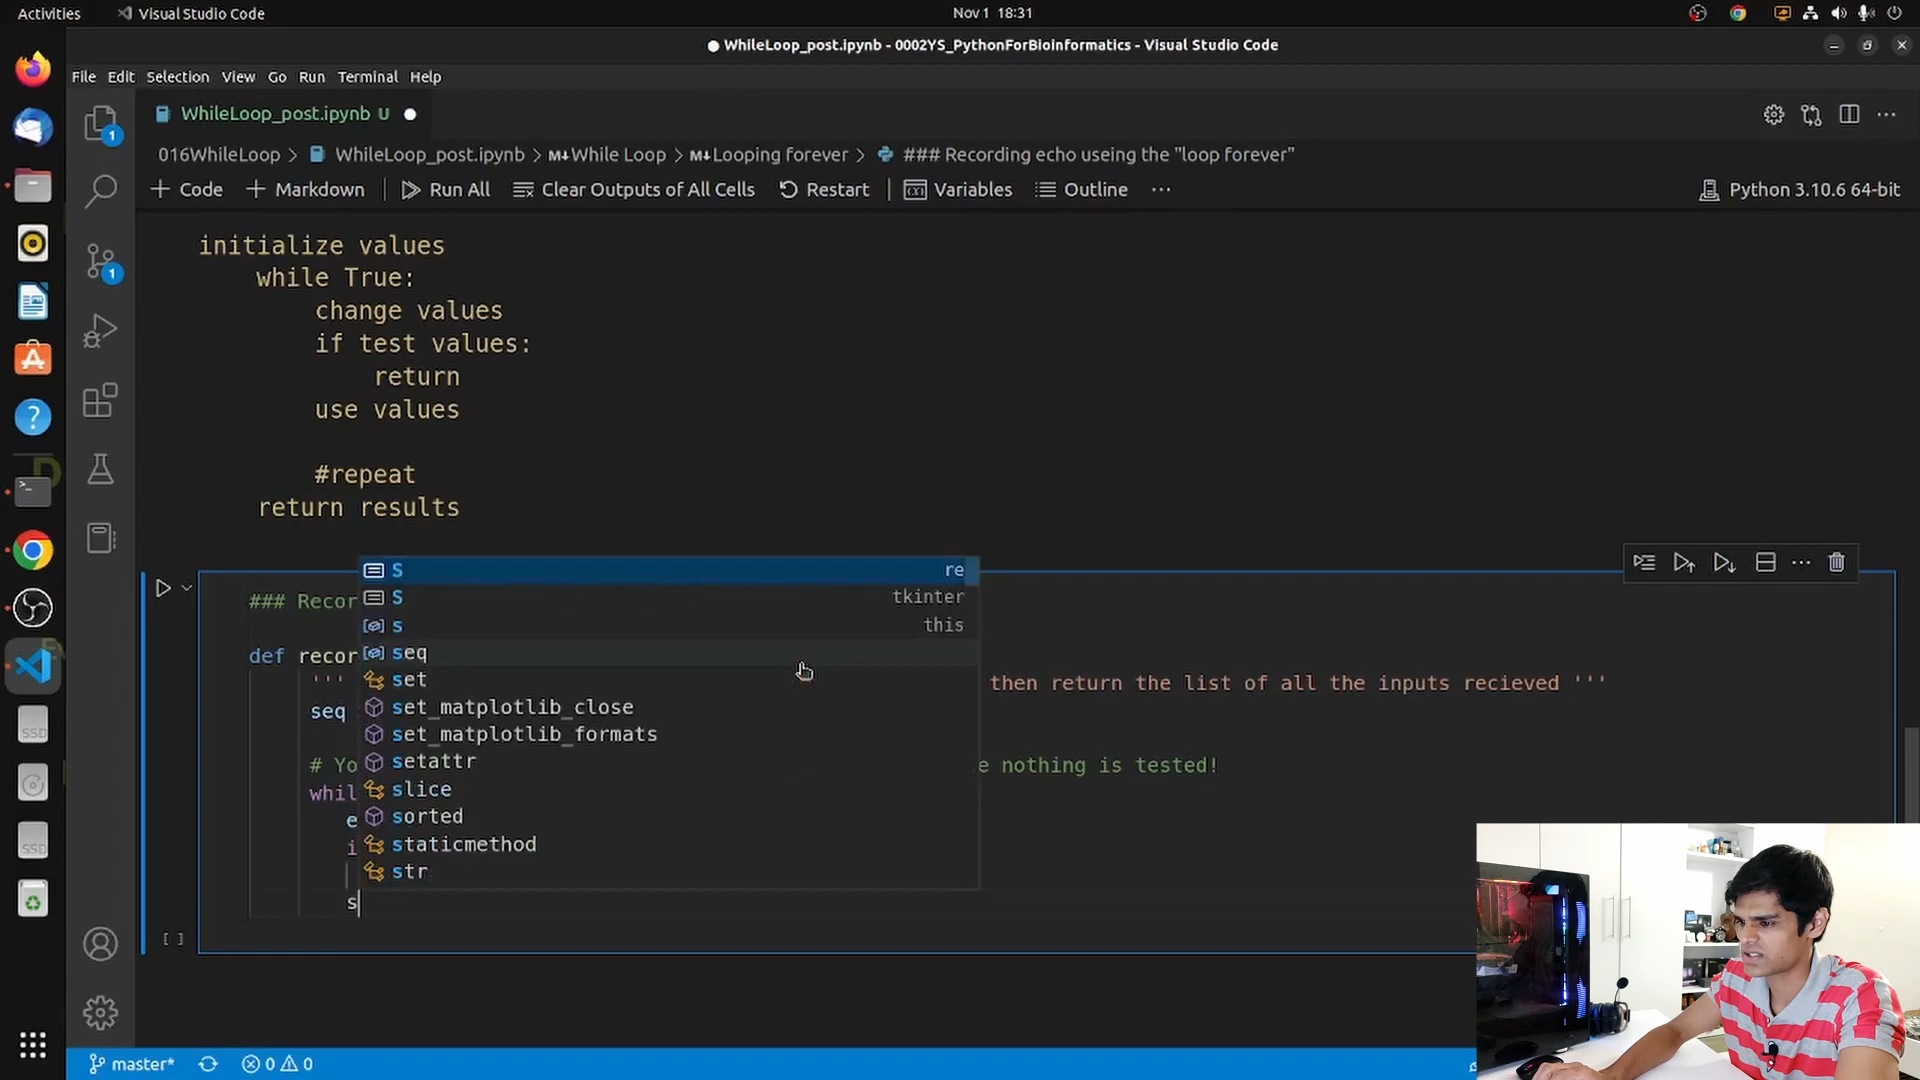 Activities Visual Studio Code Nov 1 18:31
WhileLoop_post.ipynb - 0002YS_PythonForBioinformatics - Visual Studio Code
File Edit Selection View Go Run Terminal Help
WhileLoop_post.ipynb U
016WhileLoop > WhileLoop_post.ipynb > M↓While Loop > M↓Looping forever > ### Recording echo useing the "loop forever"
+ Code + Markdown Run All Clear Outputs of All Cells Restart Variables Outline ··· Python 3.10.6 64-bit
initialize values
while True:
change values
if test values:
return
use values
#repeat
return results
S re
### Recor
S tkinter
s this
def recor
seq
set
''' then return the list of all the inputs recieved '''
seq
set_matplotlib_close
set_matplotlib_formats
# Yo e nothing is tested!
setattr
whil
slice
e
sorted
i
staticmethod
str
s
[ ]
master* 0 0
1
1
SSD
SSD